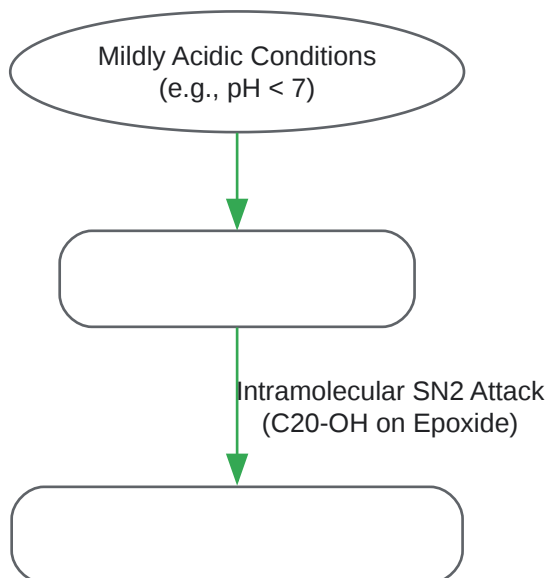 Mildly Acidic Conditions
(e.g., pH < 7)
Intramolecular SN2 Attack
(C20-OH on Epoxide)